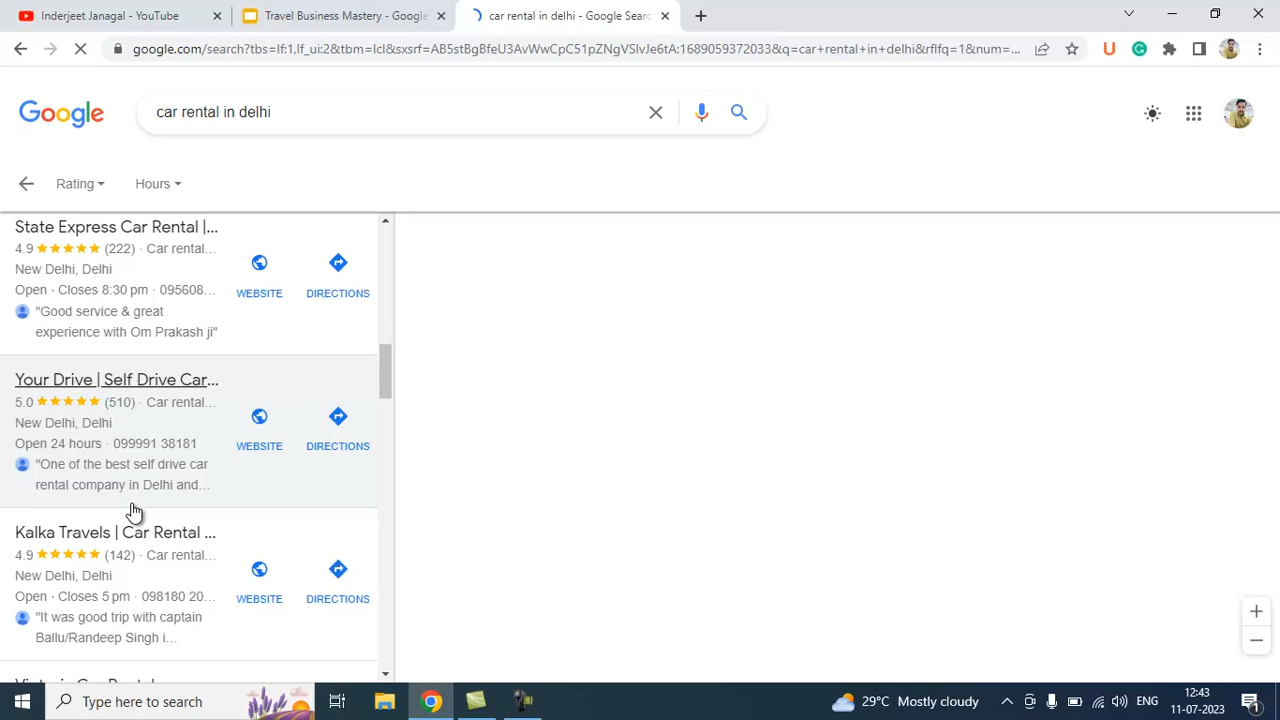 Inderjeet Janagal - YouTube
Travel Business Mastery - Google
car rental in delhi - Google Sear
google.com/search?tbs=lf:1,lf_ui:2&tbm=lcl&sxsrf=AB5stBgBfeU3AvWwCpC51pZNgVSlvJe6tA:1689059372033&q=car+rental+in+delhi&rflfq=1&num=...
Google
car rental in delhi
Rating
Hours
State Express Car Rental |...
4.9 (222) · Car rental...
New Delhi, Delhi
Open · Closes 8:30 pm · 095608...
"Good service & great
experience with Om Prakash ji"
WEBSITE
DIRECTIONS
Your Drive | Self Drive Car...
5.0 (510) · Car rental...
New Delhi, Delhi
Open 24 hours · 099991 38181
"One of the best self drive car
rental company in Delhi and...
WEBSITE
DIRECTIONS
Kalka Travels | Car Rental ...
4.9 (142) · Car rental...
New Delhi, Delhi
Open · Closes 5 pm · 098180 20...
"It was good trip with captain
Ballu/Randeep Singh i...
WEBSITE
DIRECTIONS
Type here to search
29°C Mostly cloudy
ENG
12:43
11-07-2023
1